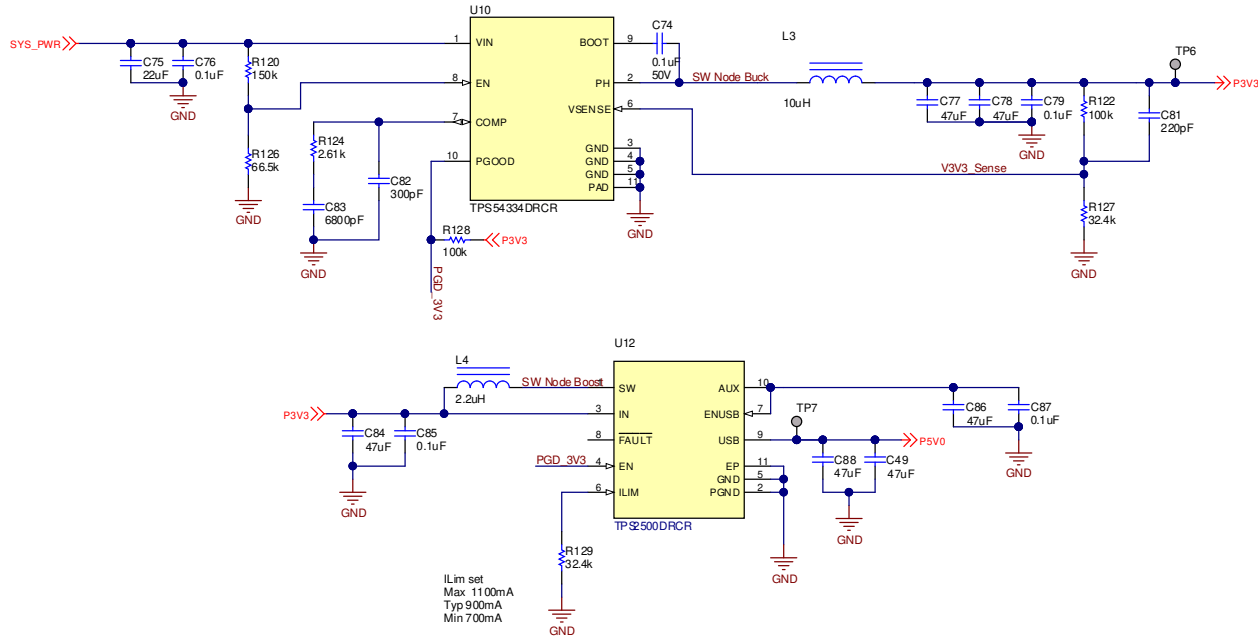 U10
SYS_PWR
C75
22uF
C76
0.1uF
R120
150k
R126
66.5k
GND
GND
1
VIN
8
EN
7
COMP
10
PGOOD
BOOT
9
PH
2
VSENSE
6
GND
3
GND
4
GND
5
PAD
11
TPS54334DRCR
GND
R124
2.61k
C83
6800pF
C82
300pF
GND
R128
100k
P3V3
PGD_3V3
C74
0.1uF
50V
SW Node Buck
L3
10uH
TP6
P3V3
C77
47uF
C78
47uF
C79
0.1uF
GND
R122
100k
C81
220pF
V3V3_Sense
R127
32.4k
GND
U12
L4
2.2uH
SW Node Boost
P3V3
C84
47uF
C85
0.1uF
GND
SW
3
IN
8
FAULT
PGD_3V3
4
EN
6
ILIM
AUX
10
ENUSB
7
USB
9
EP
11
GND
5
PGND
2
TPS2500DRCR
R129
32.4k
GND
ILim set
Max 1100mA
Typ 900mA
Min 700mA
TP7
P5V0
C88
47uF
C49
47uF
GND
GND
C86
47uF
C87
0.1uF
GND